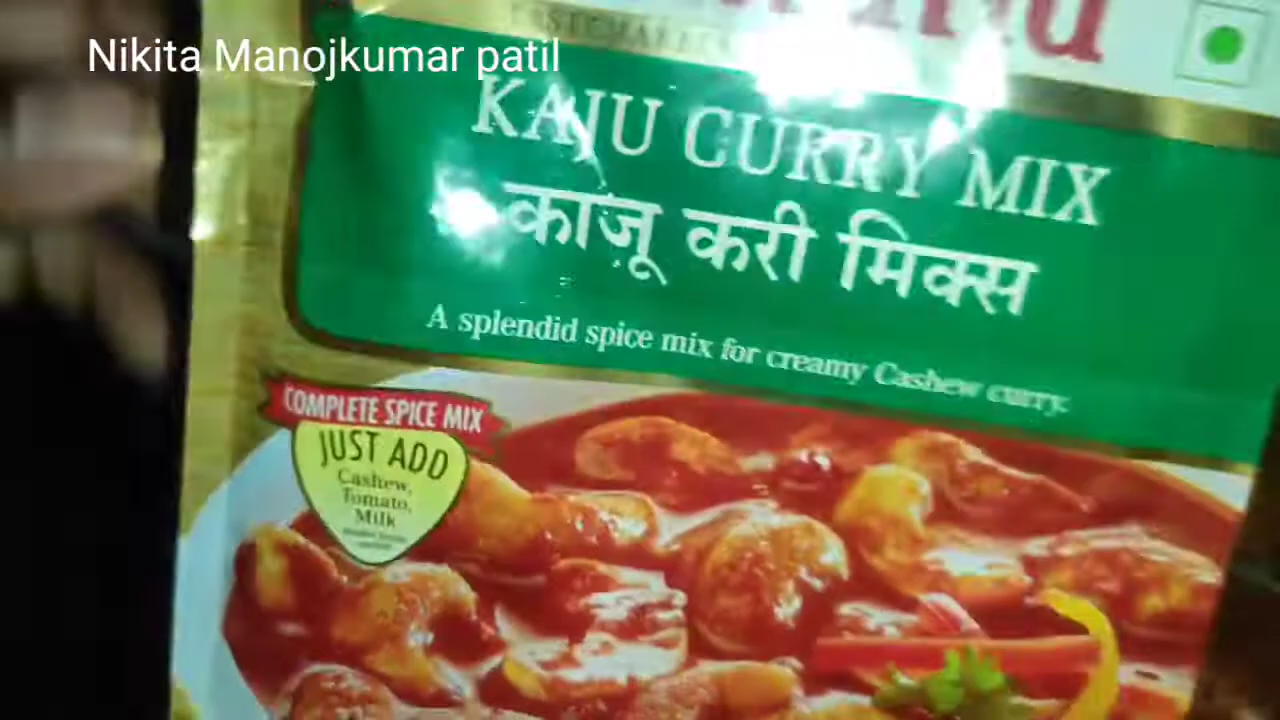 Nikita Manojkumar patil
KAJU CURRY MIX
काजू करी मिक्स
A splendid spice mix for creamy Cashew curry.
COMPLETE SPICE MIX
JUST ADD
Cashew,
Tomato,
Milk